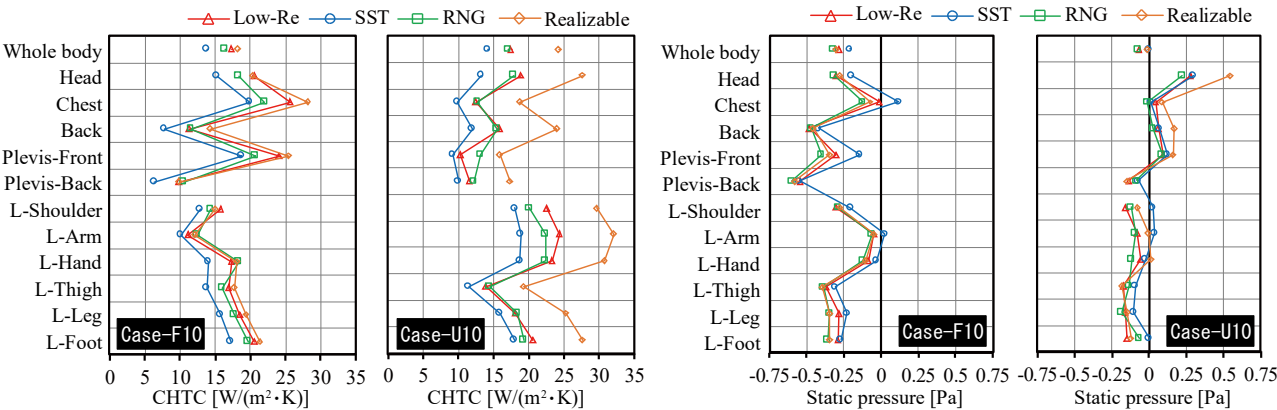 Low-Re SST RNG Realizable
Whole body
Head
Chest
Back
Plevis-Front
Plevis-Back
L-Shoulder
L-Arm
L-Hand
L-Thigh
L-Leg
L-Foot
Case-F10
0 5 10 15 20 25 30 35
CHTC [W/(m²·K)]
Case-U10
0 5 10 15 20 25 30 35
CHTC [W/(m²·K)]
Low-Re SST RNG Realizable
Whole body
Head
Chest
Back
Plevis-Front
Plevis-Back
L-Shoulder
L-Arm
L-Hand
L-Thigh
L-Leg
L-Foot
Case-F10
-0.75 -0.5 -0.25 0 0.25 0.5 0.75
Static pressure [Pa]
Case-U10
-0.75 -0.5 -0.25 0 0.25 0.5 0.75
Static pressure [Pa]